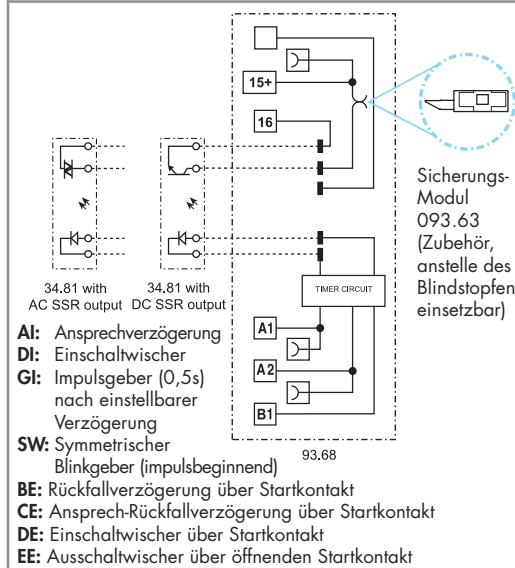 15+
16
Sicherungs-
Modul
093.63
(Zubehör,
anstelle des
Blindstopfen
einsetzbar)
34.81 with
AC SSR output
34.81 with
DC SSR output
TIMER CIRCUIT
A1
A2
B1
93.68
AI: Ansprechverzögerung
DI: Einschaltwischer
GI: Impulsgeber (0,5s)
nach einstellbarer
Verzögerung
SW: Symmetrischer
Blinkgeber (impulsbeginnend)
BE: Rückfallverzögerung über Startkontakt
CE: Ansprech-Rückfallverzögerung über Startkontakt
DE: Einschaltwischer über Startkontakt
EE: Ausschaltwischer über öffnenden Startkontakt